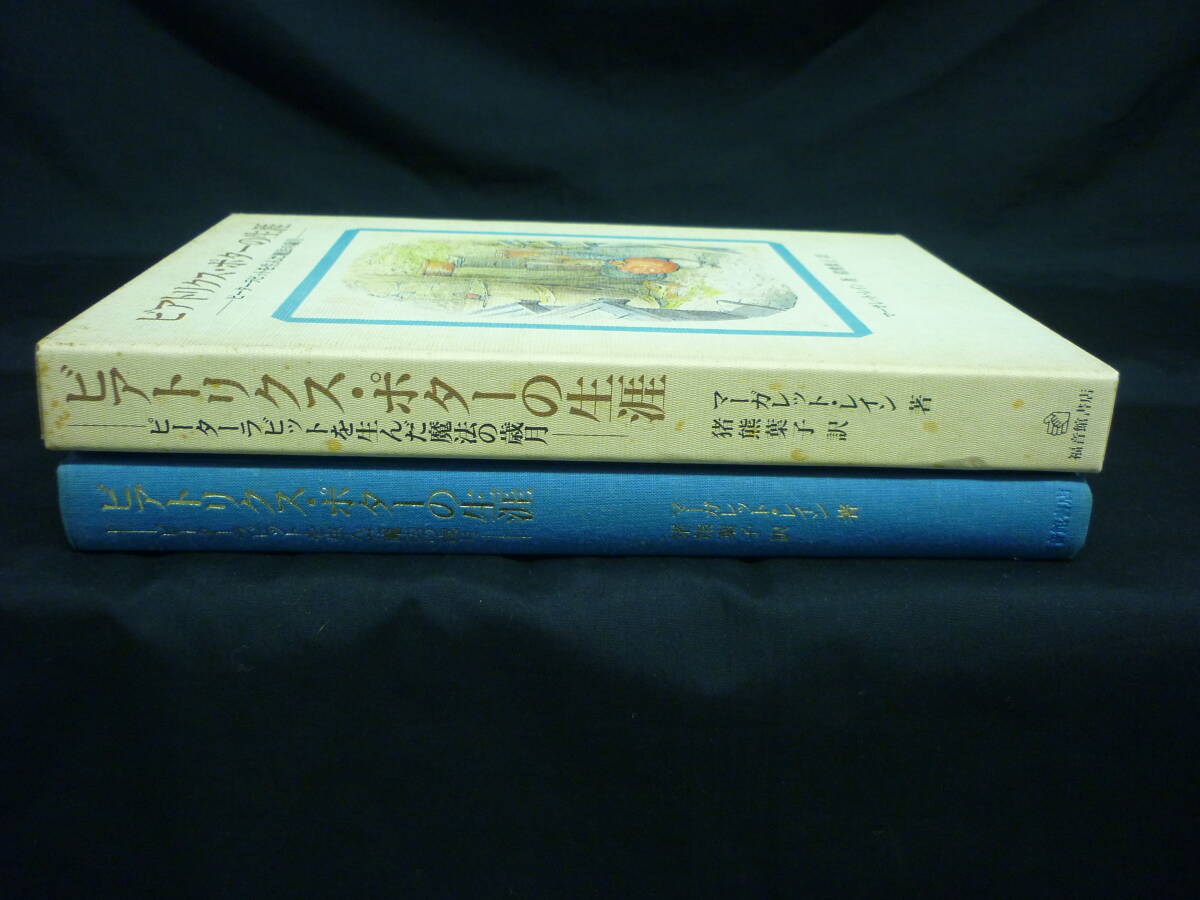 ビアトリクス・ポターの生涯
ビアトリクス・ポターの生涯
ピーターラビットを生んだ魔法の歳月
マーガレット・レイン 著
猪熊葉子 訳
福音館書店
ビアトリクス・ポターの生涯
マーガレット・レイン 著
猪熊葉子 訳